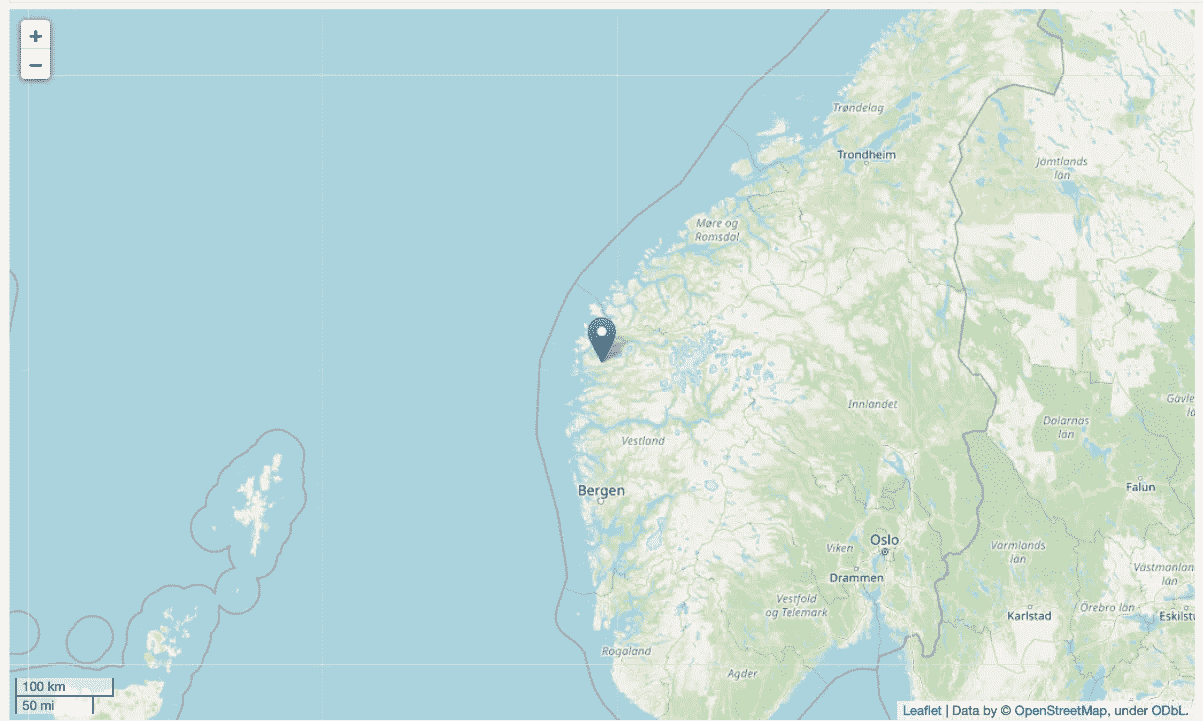 +
−
Trøndelag
Trondheim
Jämtlands
län
Møre og
Romsdal
Innlandet
Gävle
Dalarnas
län
Vestland
Bergen
Falun
Oslo
Viken
Värmlands
län
Drammen
Västmanlan
län
Vestfold
og Telemark
Örebro län
Karlstad
Eskilstu
Rogaland
Agder
100 km
50 mi
Leaflet | Data by © OpenStreetMap, under ODbL.